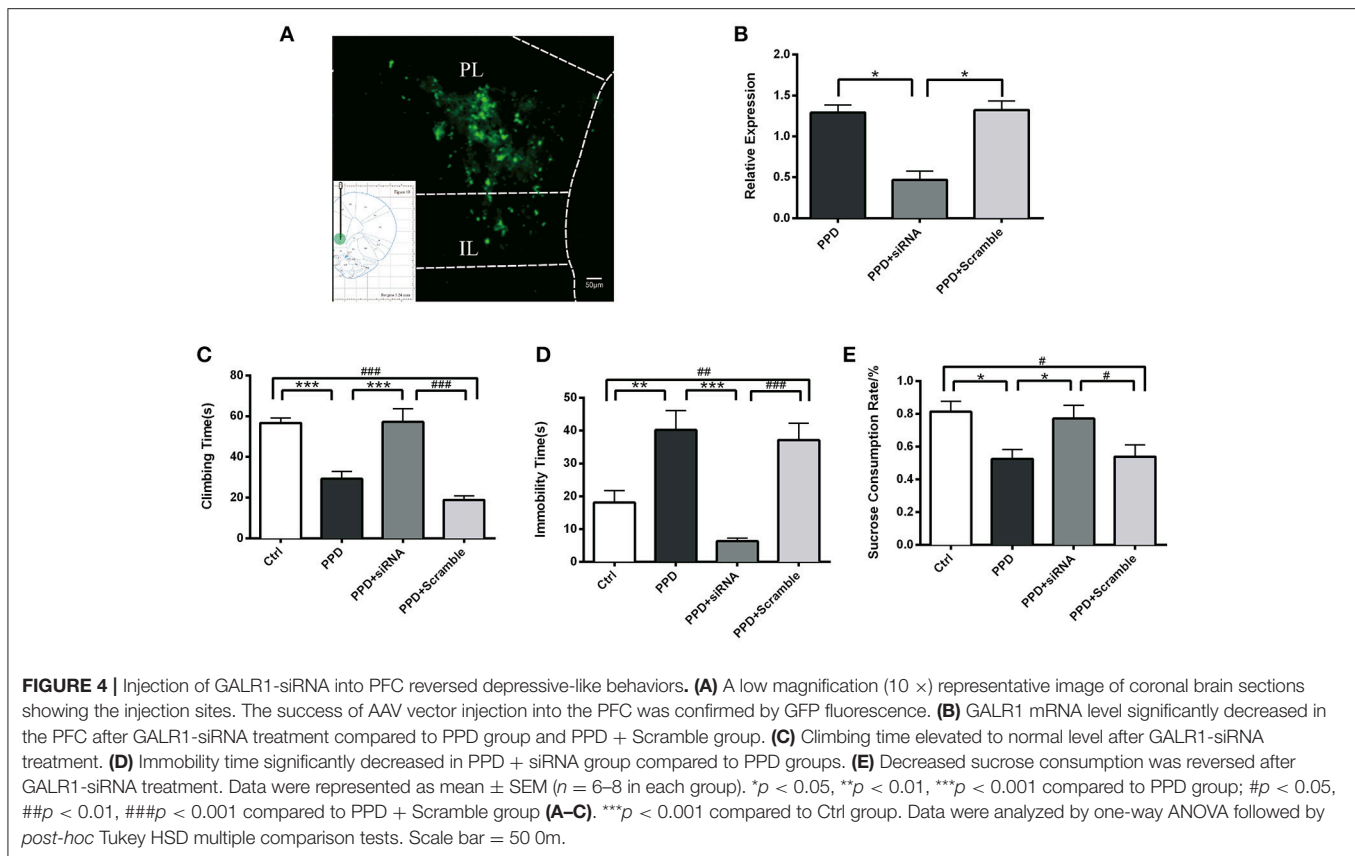 A
PL
IL
50μm
B
2.0
1.5
1.0
0.5
0.0
Relative Expression
*
*
PPD
PPD+siRNA
PPD+Scramble
C
80
60
40
20
0
Climbing Time(s)
###
***
***
###
Ctrl
PPD
PPD+siRNA
PPD+Scramble
D
50
40
30
20
10
0
Immobility Time(s)
##
**
***
###
Ctrl
PPD
PPD+siRNA
PPD+Scramble
E
1.0
0.8
0.6
0.4
0.2
0.0
Sucrose Consumption Rate/%
#
*
*
#
Ctrl
PPD
PPD+siRNA
PPD+Scramble
FIGURE 4 | Injection of GALR1-siRNA into PFC reversed depressive-like behaviors. (A) A low magnification (10 ×) representative image of coronal brain sections
showing the injection sites. The success of AAV vector injection into the PFC was confirmed by GFP fluorescence. (B) GALR1 mRNA level significantly decreased in
the PFC after GALR1-siRNA treatment compared to PPD group and PPD + Scramble group. (C) Climbing time elevated to normal level after GALR1-siRNA
treatment. (D) Immobility time significantly decreased in PPD + siRNA group compared to PPD groups. (E) Decreased sucrose consumption was reversed after
GALR1-siRNA treatment. Data were represented as mean ± SEM (n = 6–8 in each group). *p < 0.05, **p < 0.01, ***p < 0.001 compared to PPD group; #p < 0.05,
##p < 0.01, ###p < 0.001 compared to PPD + Scramble group (A–C). ***p < 0.001 compared to Ctrl group. Data were analyzed by one-way ANOVA followed by
post-hoc Tukey HSD multiple comparison tests. Scale bar = 50 0m.